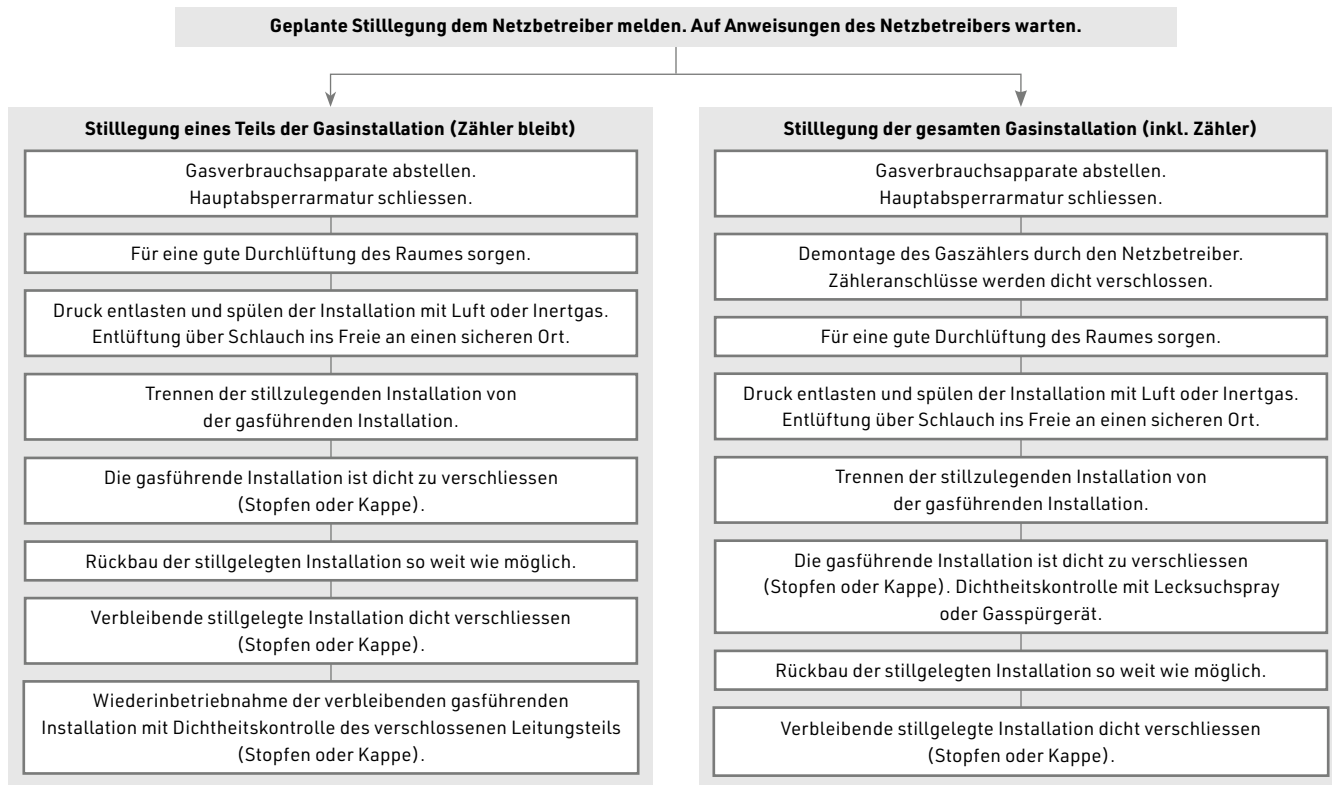 Geplante Stilllegung dem Netzbetreiber melden. Auf Anweisungen des Netzbetreibers warten.
Stilllegung eines Teils der Gasinstallation (Zähler bleibt)
Gasverbrauchsapparate abstellen.
Hauptabsperrarmatur schliessen.
Für eine gute Durchlüftung des Raumes sorgen.
Druck entlasten und spülen der Installation mit Luft oder Inertgas.
Entlüftung über Schlauch ins Freie an einen sicheren Ort.
Trennen der stillzulegenden Installation von
der gasführenden Installation.
Die gasführende Installation ist dicht zu verschliessen
(Stopfen oder Kappe).
Rückbau der stillgelegten Installation so weit wie möglich.
Verbleibende stillgelegte Installation dicht verschliessen
(Stopfen oder Kappe).
Wiederinbetriebnahme der verbleibenden gasführenden
Installation mit Dichtheitskontrolle des verschlossenen Leitungsteils
(Stopfen oder Kappe).
Stilllegung der gesamten Gasinstallation (inkl. Zähler)
Gasverbrauchsapparate abstellen.
Hauptabsperrarmatur schliessen.
Demontage des Gaszählers durch den Netzbetreiber.
Zähleranschlüsse werden dicht verschlossen.
Für eine gute Durchlüftung des Raumes sorgen.
Druck entlasten und spülen der Installation mit Luft oder Inertgas.
Entlüftung über Schlauch ins Freie an einen sicheren Ort.
Trennen der stillzulegenden Installation von
der gasführenden Installation.
Die gasführende Installation ist dicht zu verschliessen
(Stopfen oder Kappe). Dichtheitskontrolle mit Lecksuchspray
oder Gasspürgerät.
Rückbau der stillgelegten Installation so weit wie möglich.
Verbleibende stillgelegte Installation dicht verschliessen
(Stopfen oder Kappe).